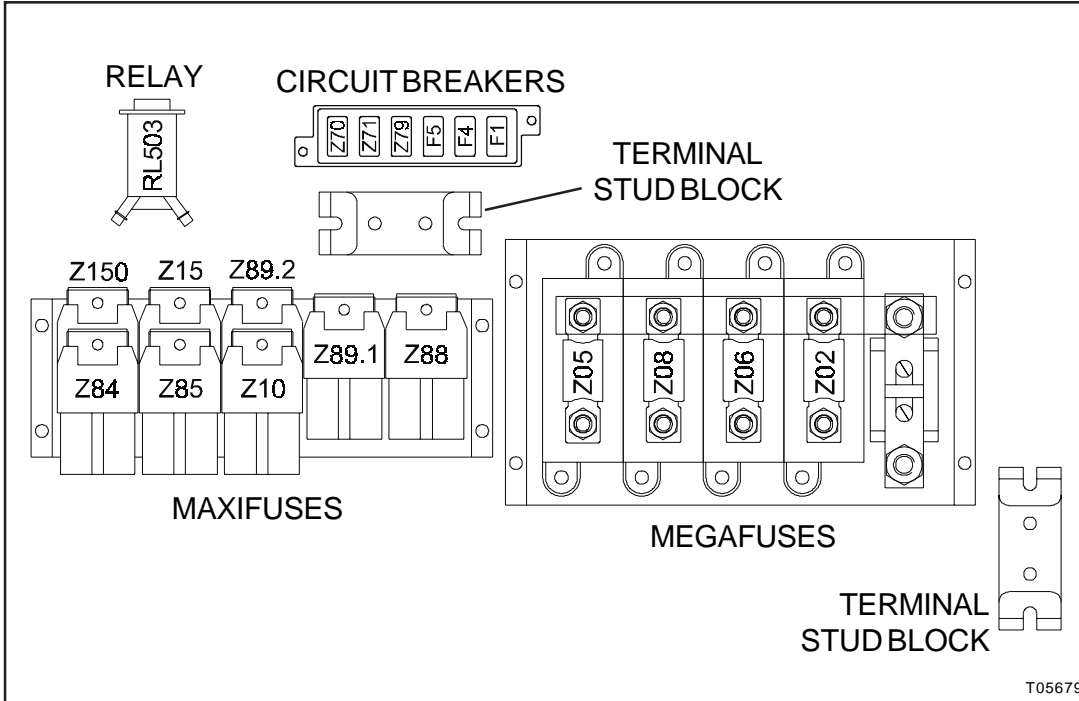 RELAY
CIRCUIT BREAKERS
RL503
Z70 Z71 Z79 F5 F4 F1
TERMINAL
STUD BLOCK
Z150 Z15 Z89.2
Z89.1 Z88
Z84 Z85 Z10
Z05 Z08 Z06 Z02
MAXIFUSES
MEGAFUSES
TERMINAL
STUD BLOCK
T05679